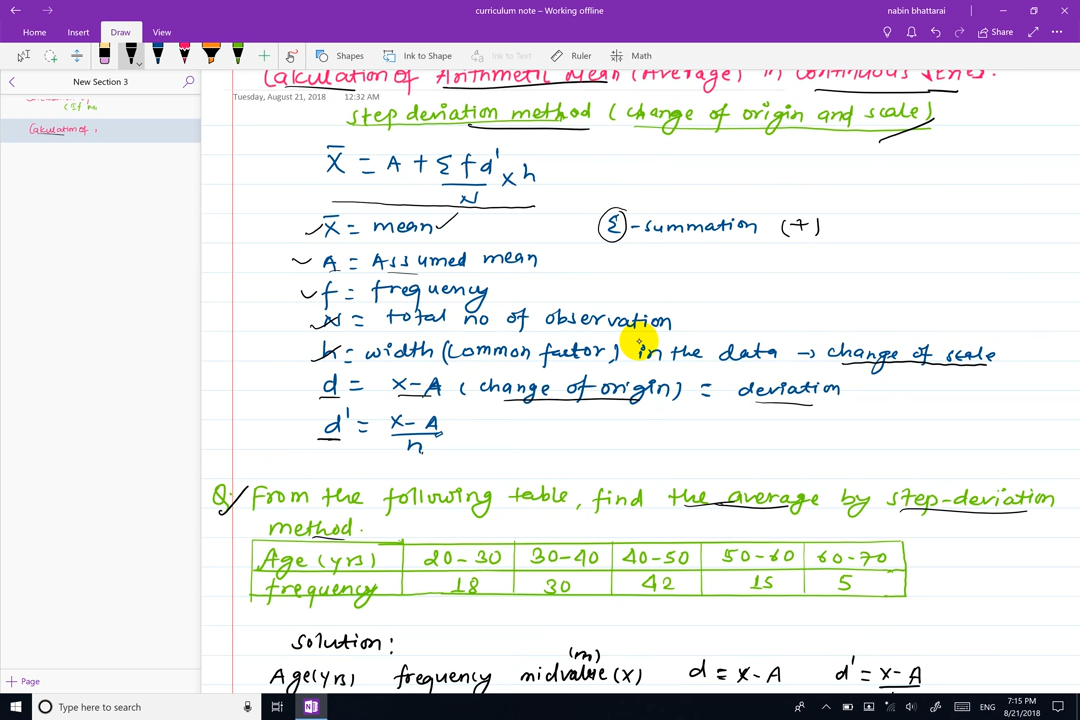 curriculum note – Working offline
nabin bhattarai
Home Insert Draw View
Shapes Ink to Shape Ink to Text Ruler Math
Share
New Section 3
Calculation of Arithmetic Mean (Average) in continuous series.
Tuesday, August 21, 2018 12:32 AM
step deviation method (change of origin and scale)
Calculation of
X̄ = A + Σfd'/N × h
X̄ = mean
Σ - summation (+)
A = Assumed mean
f = frequency
N = total no of observation
h = width (common factor) in the data → change of scale
d = x-A (change of origin) = deviation
d' = x-A/h
Q. From the following table, find the average by step-deviation
method.
Age (yrs) 20-30 30-40 40-50 50-60 60-70
frequency 18 30 42 15 5
solution:
(m)
Age(yrs) frequency midvalue(x) d = x-A d' = x-A
Page
Type here to search
ENG
7:15 PM
8/21/2018